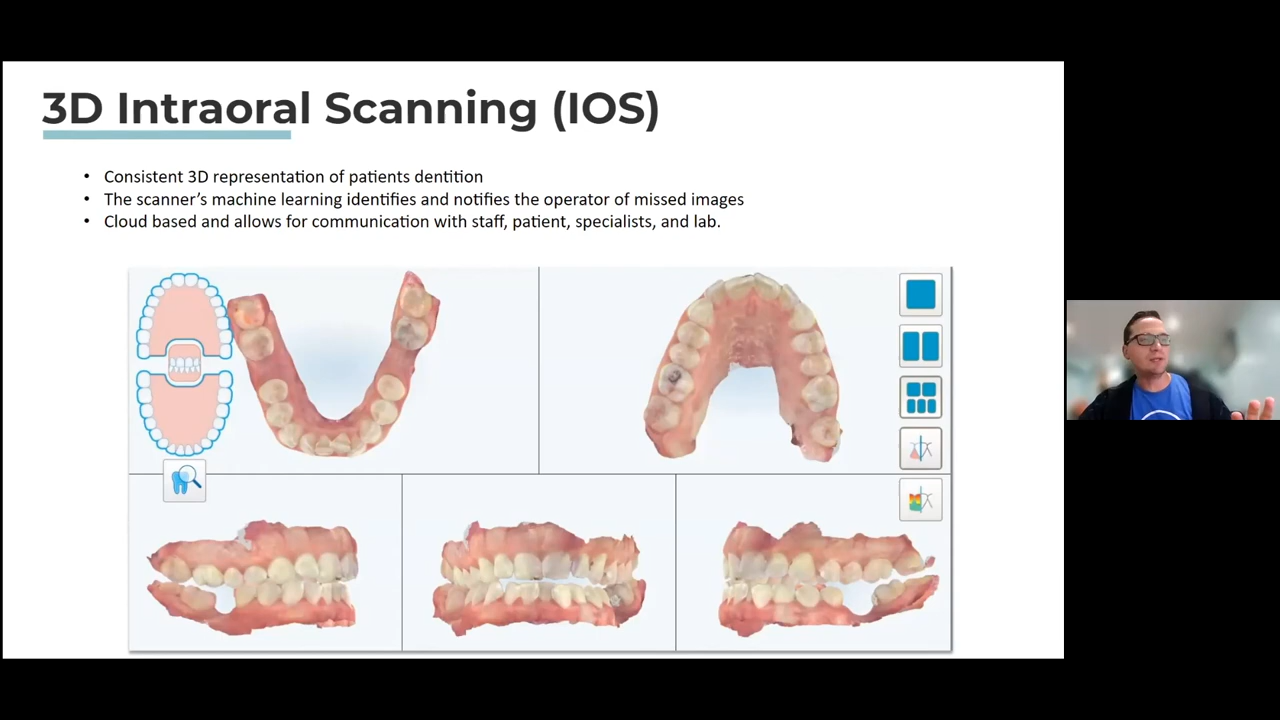 3D Intraoral Scanning (IOS)
• Consistent 3D representation of patients dentition
• The scanner's machine learning identifies and notifies the operator of missed images
• Cloud based and allows for communication with staff, patient, specialists, and lab.